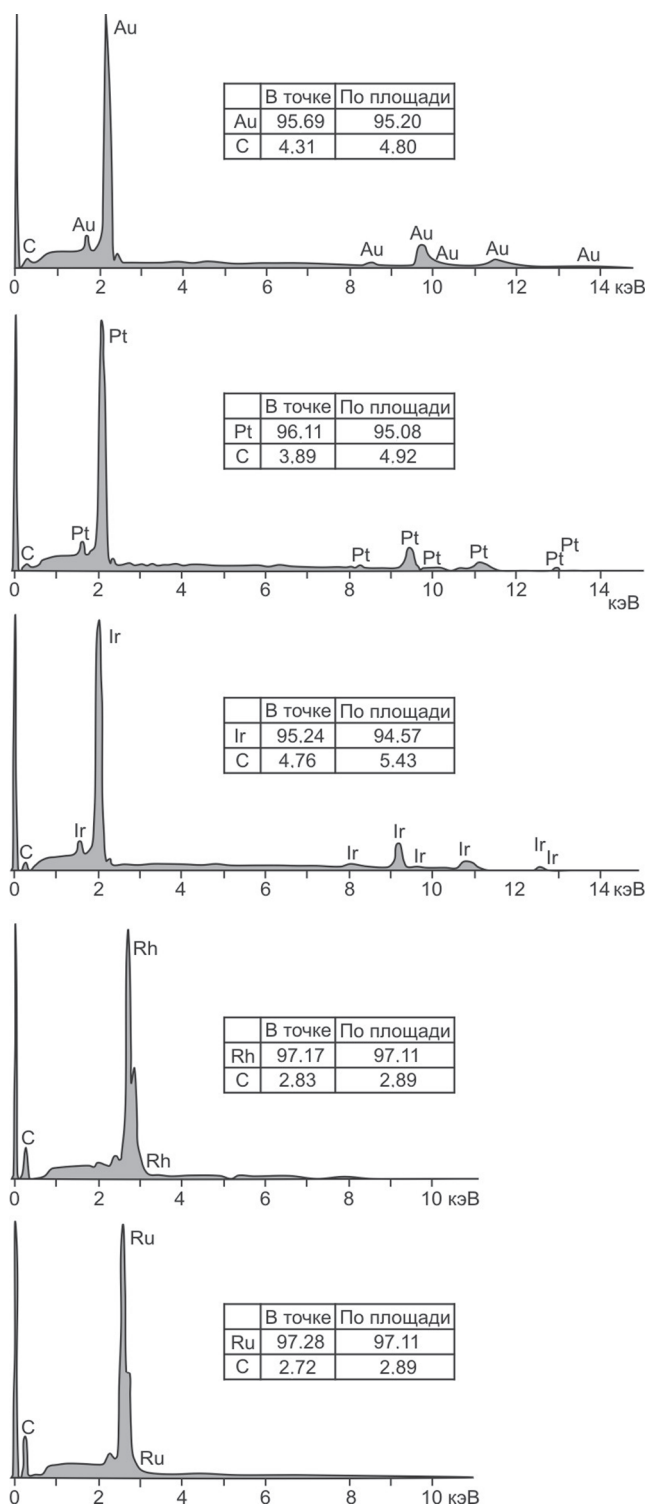 Au
В точке По площади
Au 95.69 95.20
C 4.31 4.80
C Au Au Au Au Au Au
0 2 4 6 8 10 12 14 кэВ
Pt
В точке По площади
Pt 96.11 95.08
C 3.89 4.92
C Pt Pt Pt Pt Pt Pt Pt
0 2 4 6 8 10 12 14
кэВ
Ir
В точке По площади
Ir 95.24 94.57
C 4.76 5.43
C Ir Ir Ir Ir Ir Ir Ir
0 2 4 6 8 10 12 14 кэВ
Rh
В точке По площади
Rh 97.17 97.11
C 2.83 2.89
C Rh
0 2 4 6 8 10 кэВ
Ru
В точке По площади
Ru 97.28 97.11
C 2.72 2.89
C Ru
0 2 4 6 8 10 кэВ